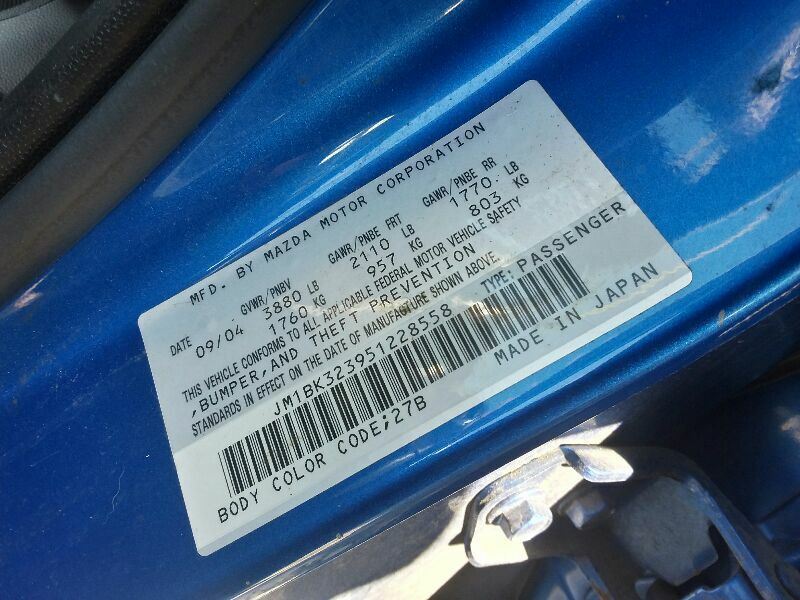 MFD. BY MAZDA MOTOR CORPORATION
DATE GVWR/PNBV GAWR/PNBE FRT GAWR/PNBE RR
09/04 3880 LB 2110 LB 1770 LB
1760 KG 957 KG 803 KG
THIS VEHICLE CONFORMS TO ALL APPLICABLE FEDERAL MOTOR VEHICLE SAFETY
,BUMPER,AND THEFT PREVENTION
STANDARDS IN EFFECT ON THE DATE OF MANUFACTURE SHOWN ABOVE.
JM1BK323951228558 TYPE: PASSENGER
BODY COLOR CODE;27B MADE IN JAPAN